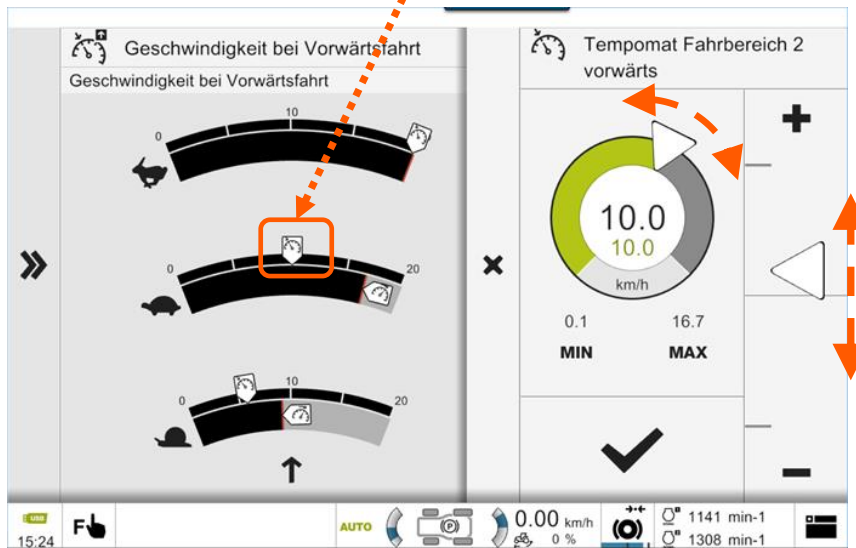 Geschwindigkeit bei Vorwärtsfahrt
Geschwindigkeit bei Vorwärtsfahrt
0
10
0
20
0
10
20
Tempomat Fahrbereich 2
vorwärts
10.0
10.0
km/h
0.1
16.7
MIN
MAX
USB
15:24
F
AUTO
(P)
0.00 km/h
0 %
1141 min-1
1308 min-1